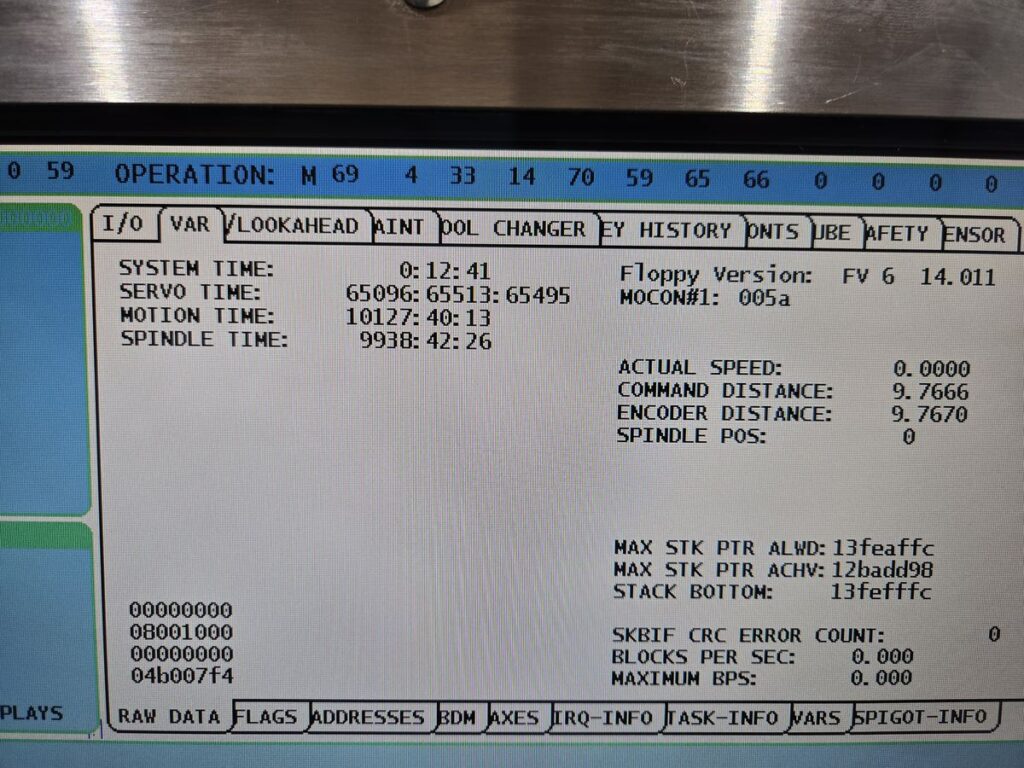 0 59 OPERATION: M 69 4 33 14 70 59 65 66 0 0 0 0
I/O VAR /LOOKAHEAD AINT OOL CHANGER EY HISTORY ONTS UBE AFETY ENSOR
SYSTEM TIME: 0:12:41
SERVO TIME: 65096:65513:65495
MOTION TIME: 10127:40:13
SPINDLE TIME: 9938:42:26
Floppy Version: FV 6 14.011
MOCON#1: 005a
ACTUAL SPEED: 0.0000
COMMAND DISTANCE: 9.7666
ENCODER DISTANCE: 9.7670
SPINDLE POS: 0
MAX STK PTR ALWD: 13feaffc
MAX STK PTR ACHV: 12badd98
STACK BOTTOM: 13fefffc
00000000
08001000
00000000
04b007f4
SKBIF CRC ERROR COUNT: 0
BLOCKS PER SEC: 0.000
MAXIMUM BPS: 0.000
PLAYS
RAW DATA FLAGS ADDRESSES BDM AXES IRQ-INFO TASK-INFO VARS SPIGOT-INFO